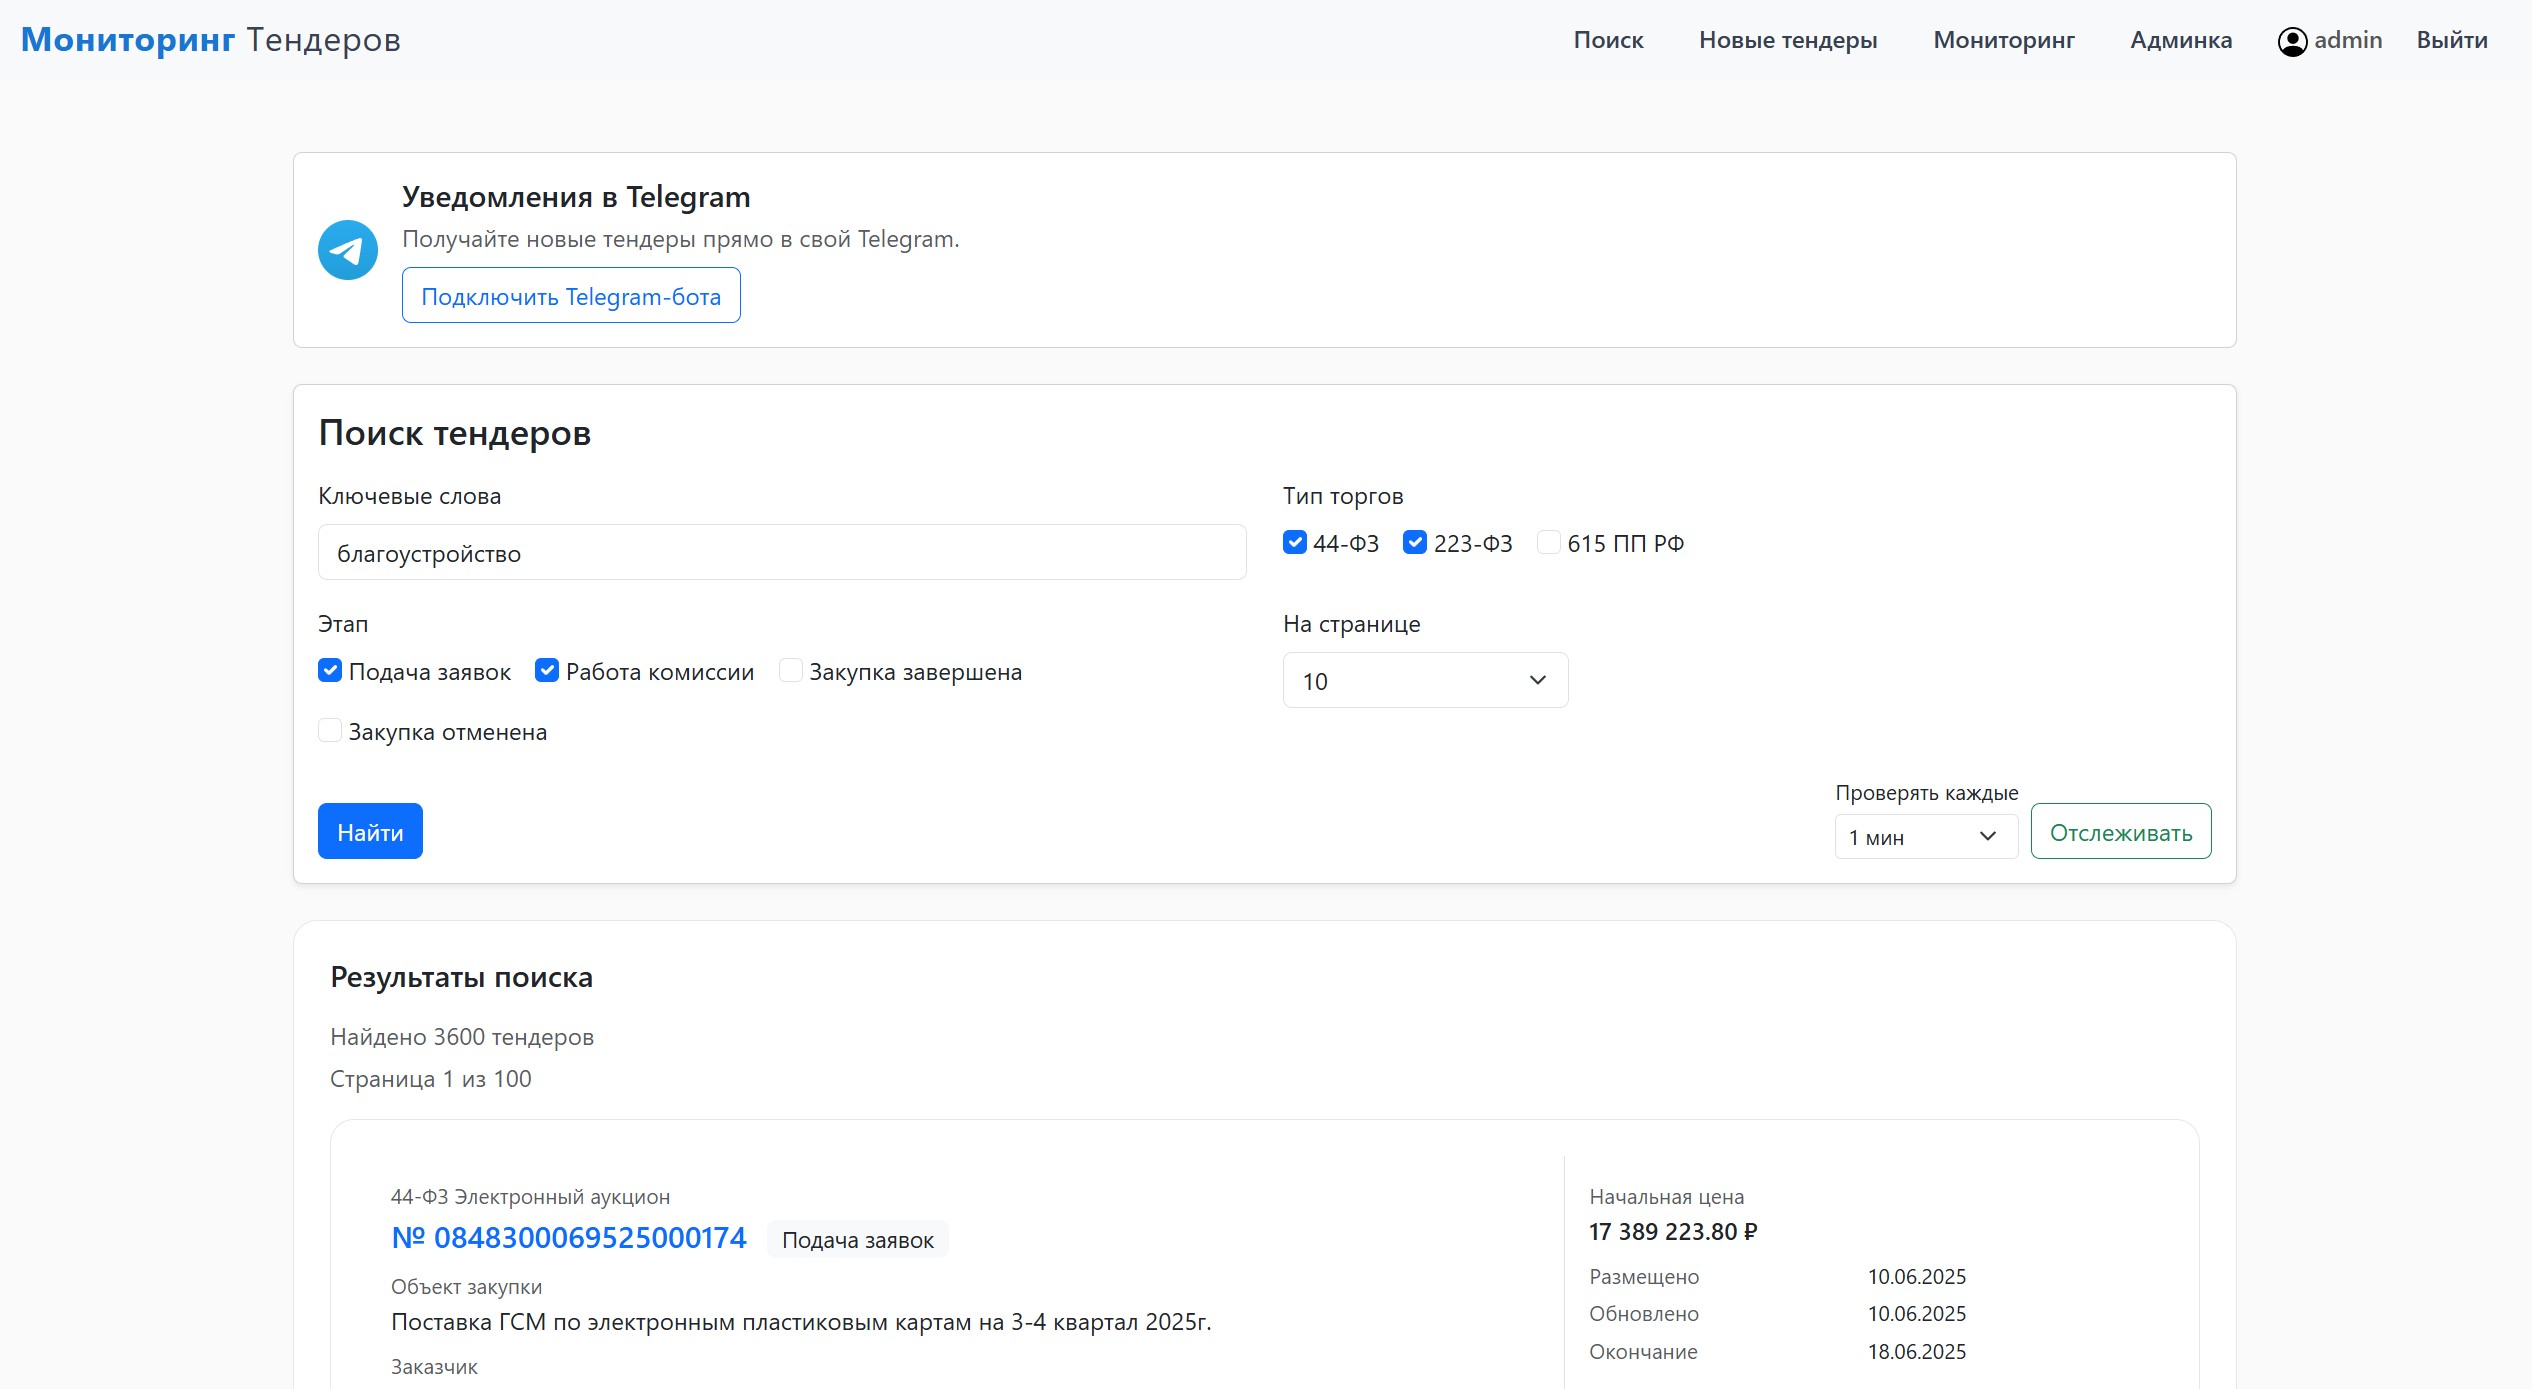 Мониторинг Тендеров
Поиск Новые тендеры Мониторинг Админка admin Выйти
Уведомления в Telegram
Получайте новые тендеры прямо в свой Telegram.
Подключить Telegram-бота
Поиск тендеров
Ключевые слова
благоустройство
Тип торгов
44-ФЗ 223-ФЗ 615 ПП РФ
Этап
Подача заявок Работа комиссии Закупка завершена
Закупка отменена
На странице
10
Найти
Проверять каждые
1 мин
Отслеживать
Результаты поиска
Найдено 3600 тендеров
Страница 1 из 100
44-ФЗ Электронный аукцион
№ 0848300069525000174 Подача заявок
Объект закупки
Поставка ГСМ по электронным пластиковым картам на 3-4 квартал 2025г.
Заказчик
Начальная цена
17 389 223.80 ₽
Размещено 10.06.2025
Обновлено 10.06.2025
Окончание 18.06.2025